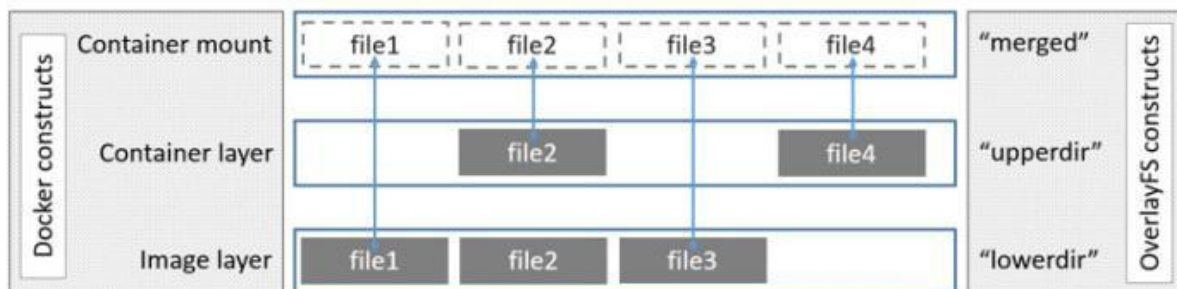 Docker constructs
Container mount
file1
file2
file3
file4
“merged”
Container layer
file2
file4
“upperdir”
Image layer
file1
file2
file3
“lowerdir”
OverlayFS constructs